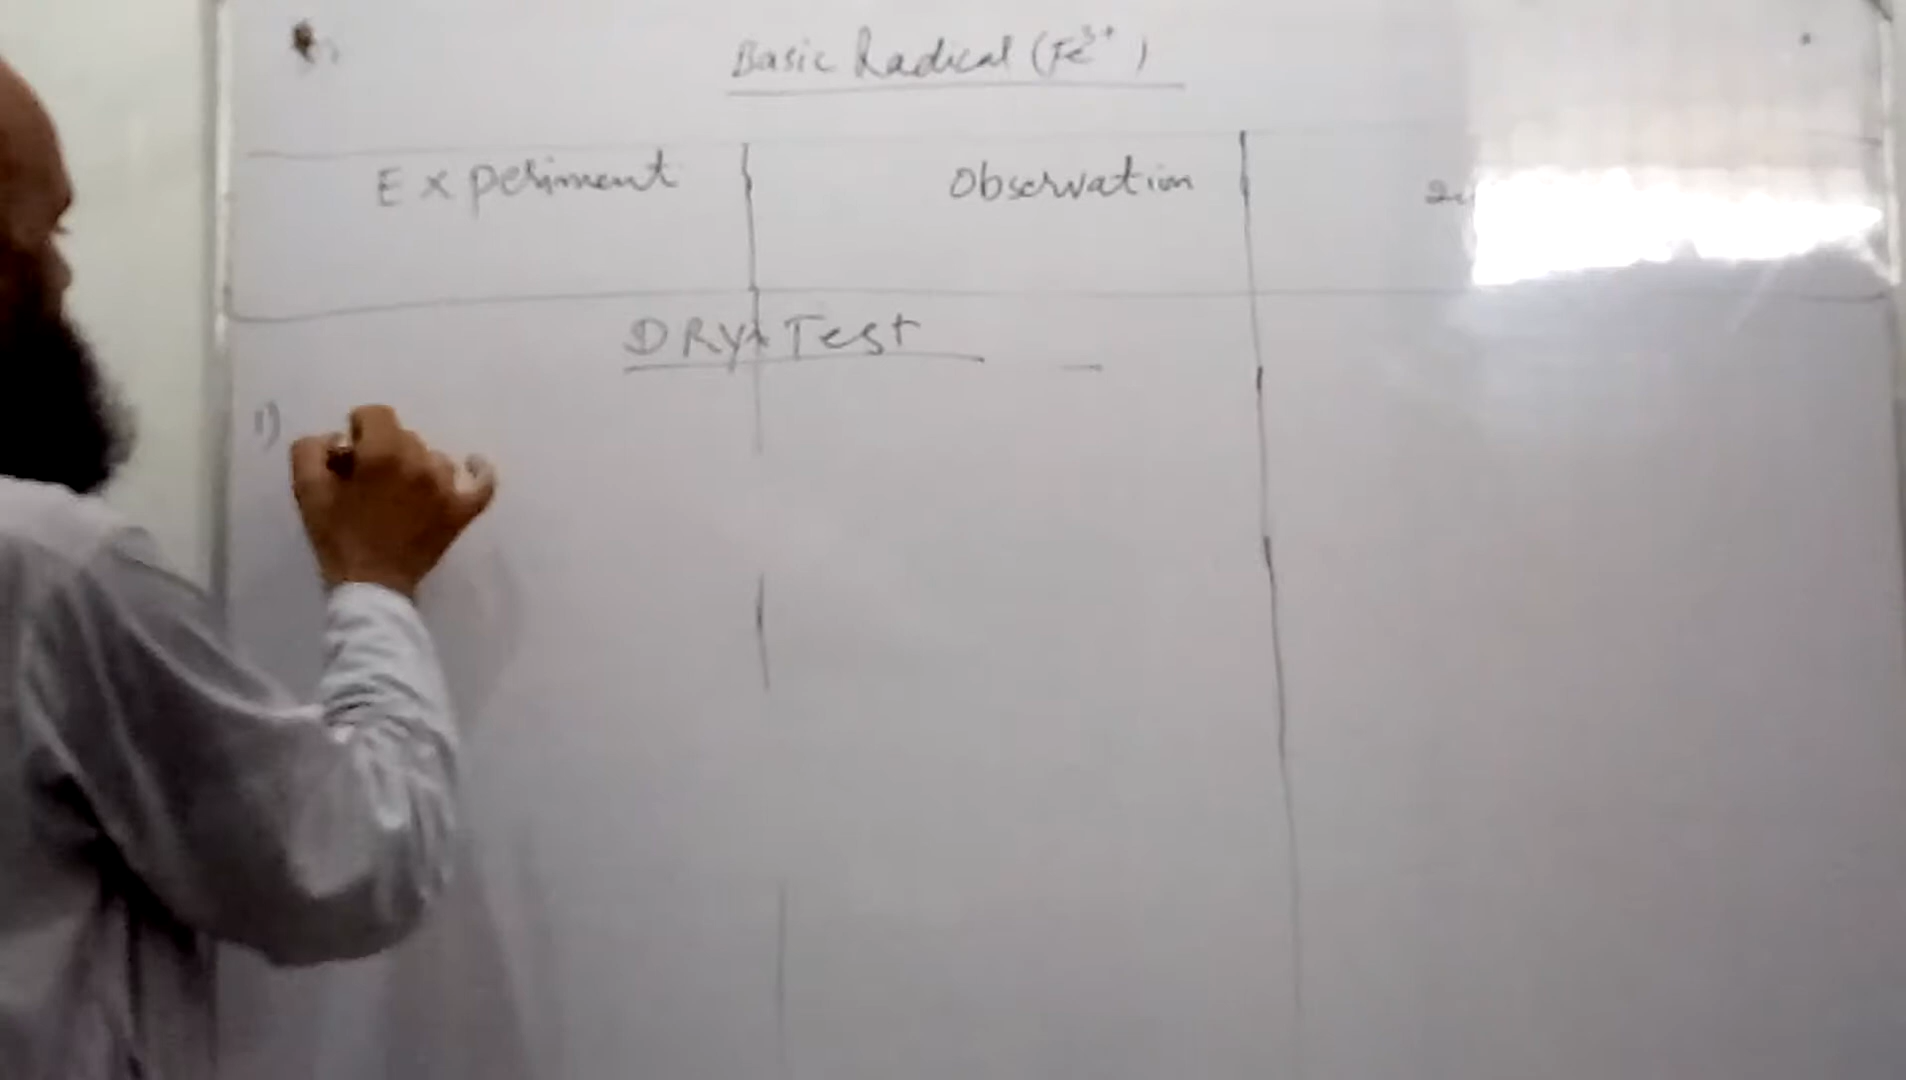 Basic Radical (Fe³⁺)
Experiment Observation
DRY Test
1)